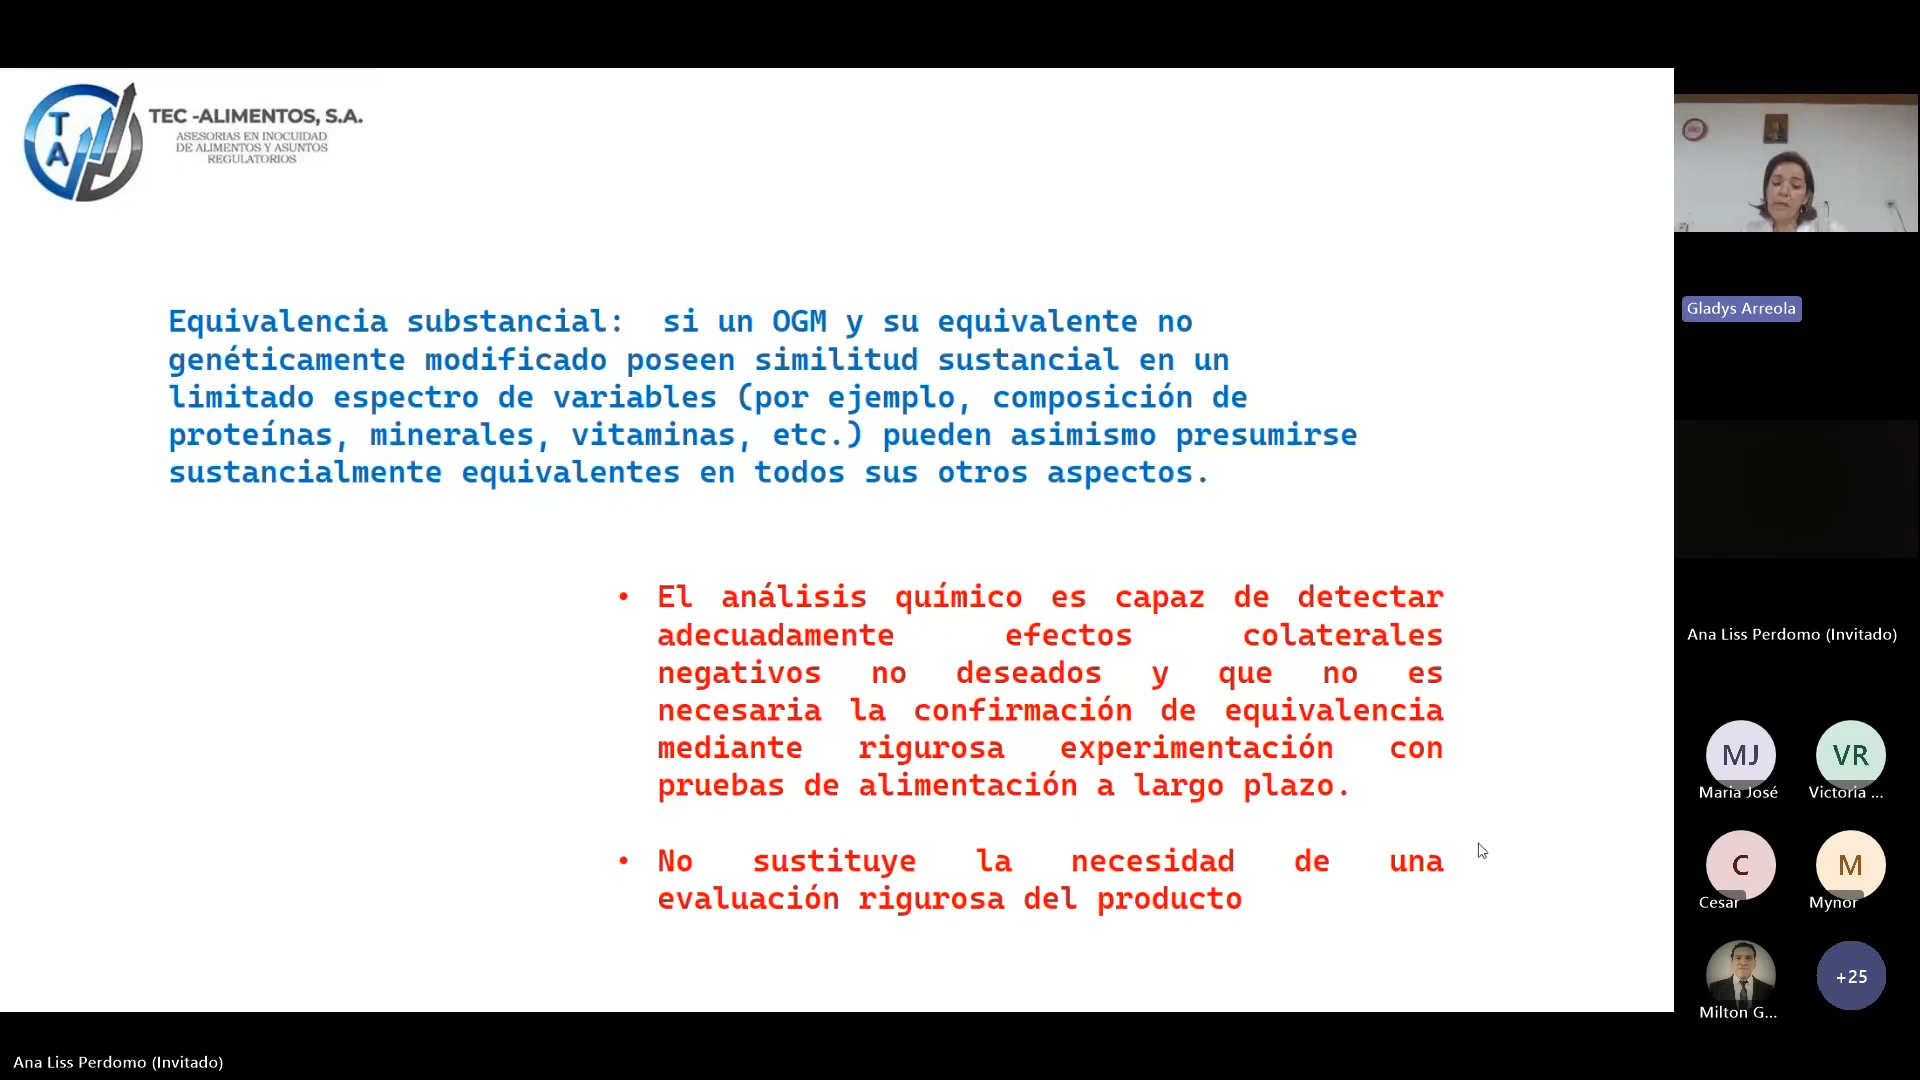 TA
TEC -ALIMENTOS, S.A.
ASESORIAS EN INOCUIDAD
DE ALIMENTOS Y ASUNTOS
REGULATORIOS
Equivalencia substancial:  si un OGM y su equivalente no
genéticamente modificado poseen similitud sustancial en un
limitado espectro de variables (por ejemplo, composición de
proteínas, minerales, vitaminas, etc.) pueden asimismo presumirse
sustancialmente equivalentes en todos sus otros aspectos.
• El análisis químico es capaz de detectar
adecuadamente efectos colaterales
negativos no deseados y que no es
necesaria la confirmación de equivalencia
mediante rigurosa experimentación con
pruebas de alimentación a largo plazo.
• No sustituye la necesidad de una
evaluación rigurosa del producto
Gladys Arreola
Ana Liss Perdomo (Invitado)
MJ
VR
Maria José
Victoria ...
C
M
Cesar
Mynor
+25
Milton G...
Ana Liss Perdomo (Invitado)